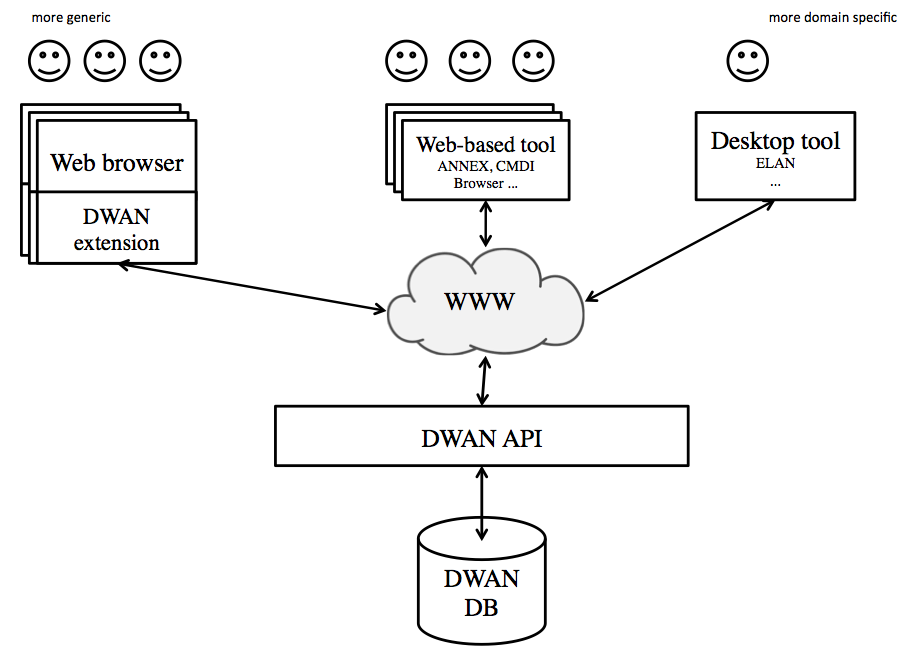 more generic
more domain specific
Web browser
DWAN
extension
Web-based tool
ANNEX, CMDI
Browser ...
Desktop tool
ELAN
...
WWW
DWAN API
DWAN
DB